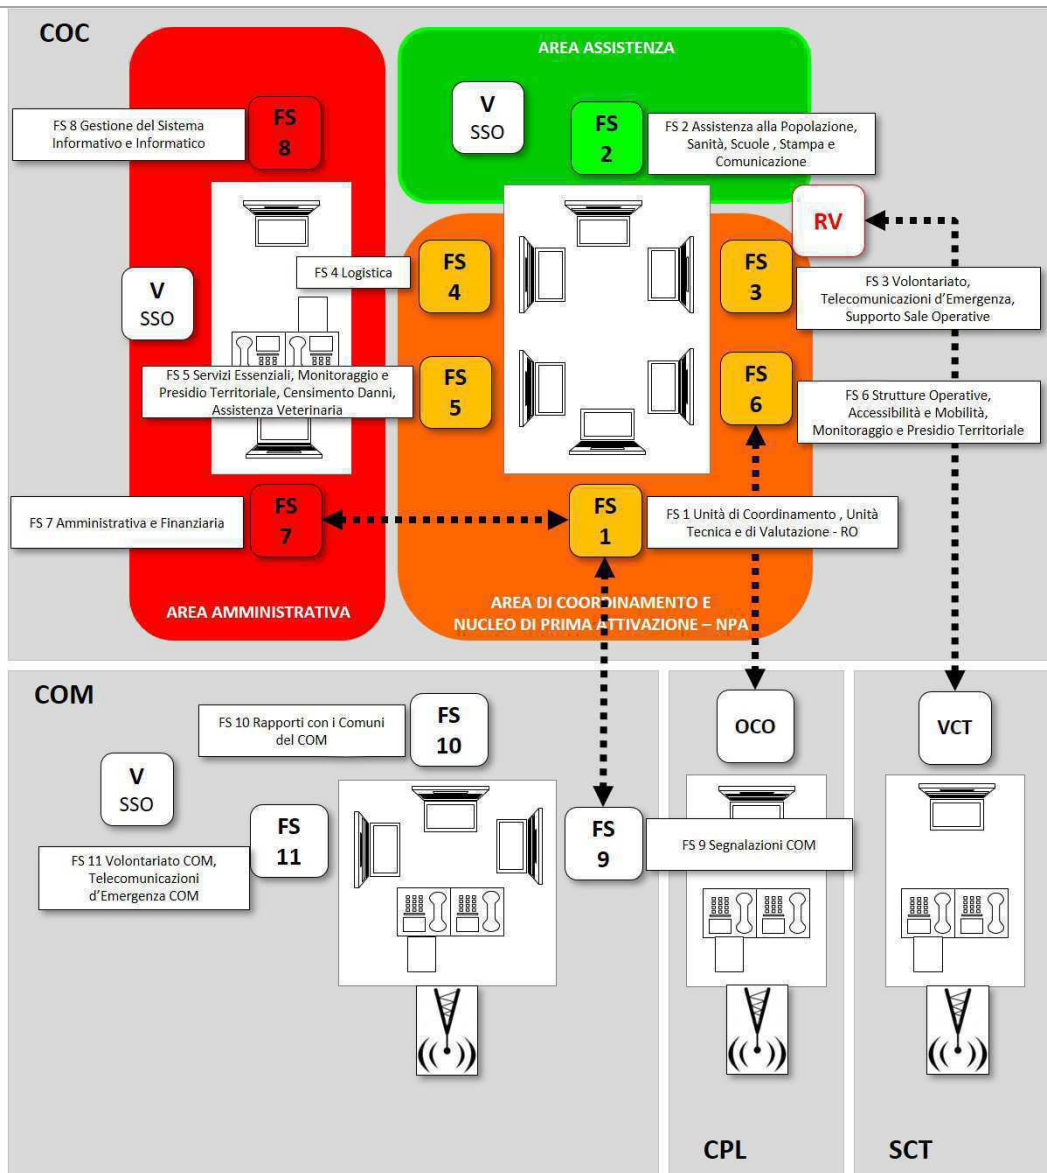 COC
AREA ASSISTENZA
V
SSO
FS
8
FS 8 Gestione del Sistema
Informativo e Informatico
FS
2
FS 2 Assistenza alla Popolazione,
Sanità, Scuole , Stampa e
Comunicazione
RV
FS
4
FS 4 Logistica
FS
3
FS 3 Volontariato,
Telecomunicazioni d'Emergenza,
Supporto Sale Operative
V
SSO
FS
5
FS 5 Servizi Essenziali, Monitoraggio e
Presidio Territoriale, Censimento Danni,
Assistenza Veterinaria
FS
6
FS 6 Strutture Operative,
Accessibilità e Mobilità,
Monitoraggio e Presidio Territoriale
FS 7 Amministrativa e Finanziaria
FS
7
FS
1
FS 1 Unità di Coordinamento , Unità
Tecnica e di Valutazione - RO
AREA AMMINISTRATIVA
AREA DI COORDINAMENTO E
NUCLEO DI PRIMA ATTIVAZIONE – NPA
COM
FS 10 Rapporti con i Comuni
del COM
FS
10
OCO
VCT
V
SSO
FS
11
FS 11 Volontariato COM,
Telecomunicazioni
d'Emergenza COM
FS
9
FS 9 Segnalazioni COM
CPL
SCT